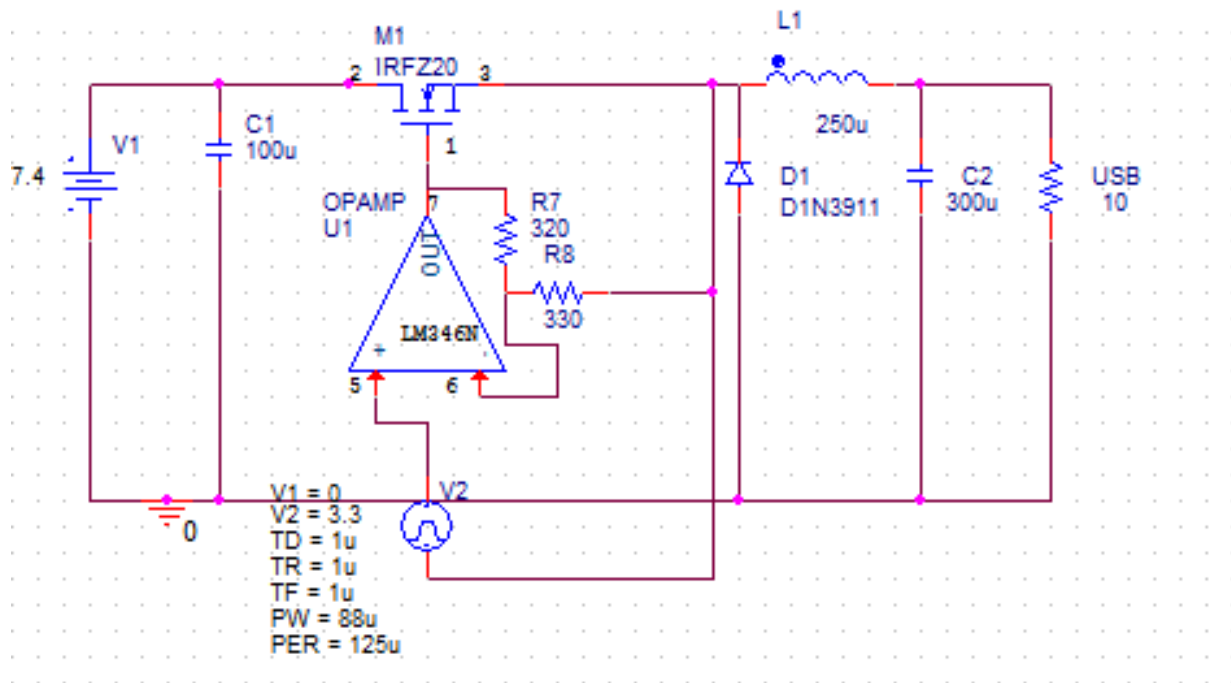 L1
M1
IRFZ20
2
3
250u
1
V1
7.4
C1
100u
OPAMP
U1
7
OUT
R7
320
R8
330
LM346N
+
-
5
6
D1
D1N3911
C2
300u
USB
10
V2
0
V1 = 0
V2 = 3.3
TD = 1u
TR = 1u
TF = 1u
PW = 88u
PER = 125u